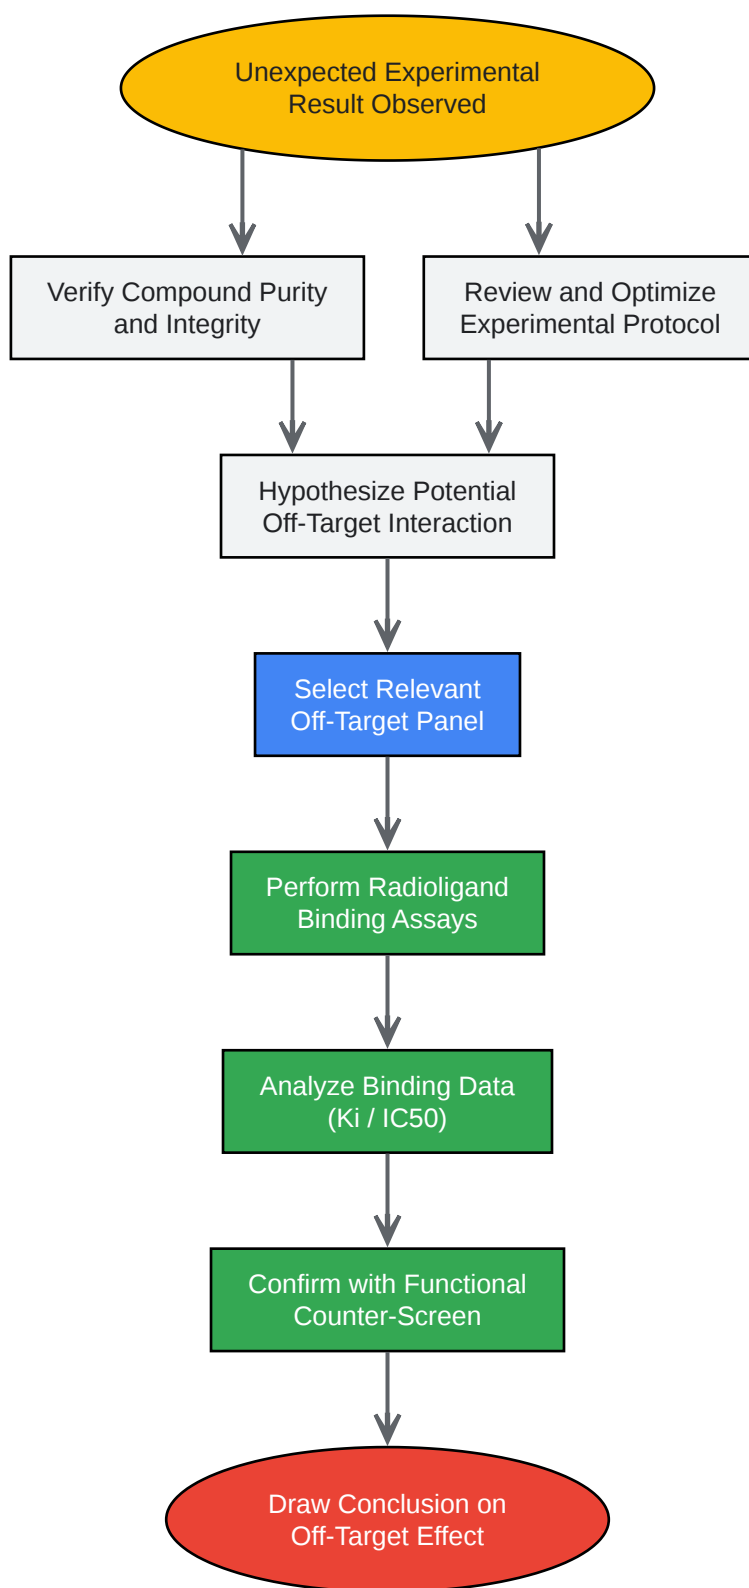 Unexpected Experimental
Result Observed
Verify Compound Purity
and Integrity
Review and Optimize
Experimental Protocol
Hypothesize Potential
Off-Target Interaction
Select Relevant
Off-Target Panel
Perform Radioligand
Binding Assays
Analyze Binding Data
(Ki / IC50)
Confirm with Functional
Counter-Screen
Draw Conclusion on
Off-Target Effect